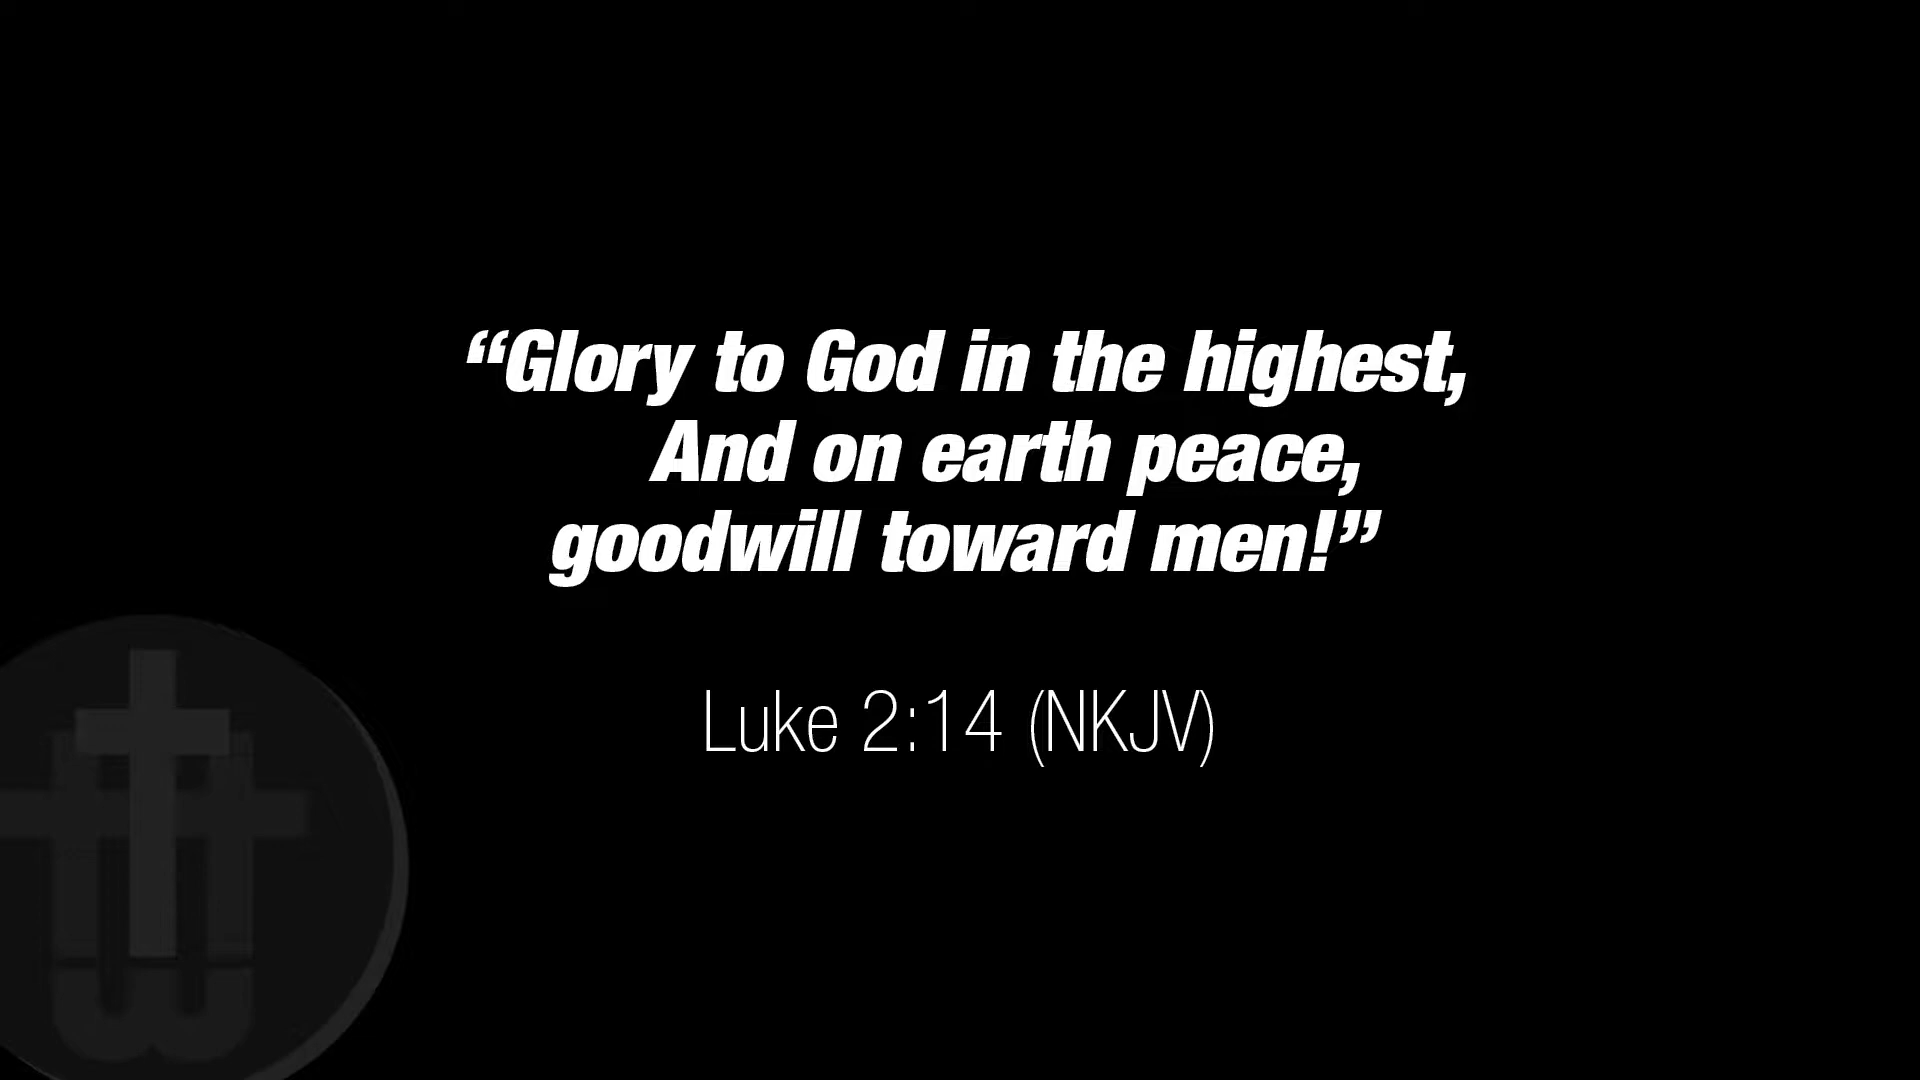 “Glory to God in the highest,
And on earth peace,
goodwill toward men!”
Luke 2:14 (NKJV)